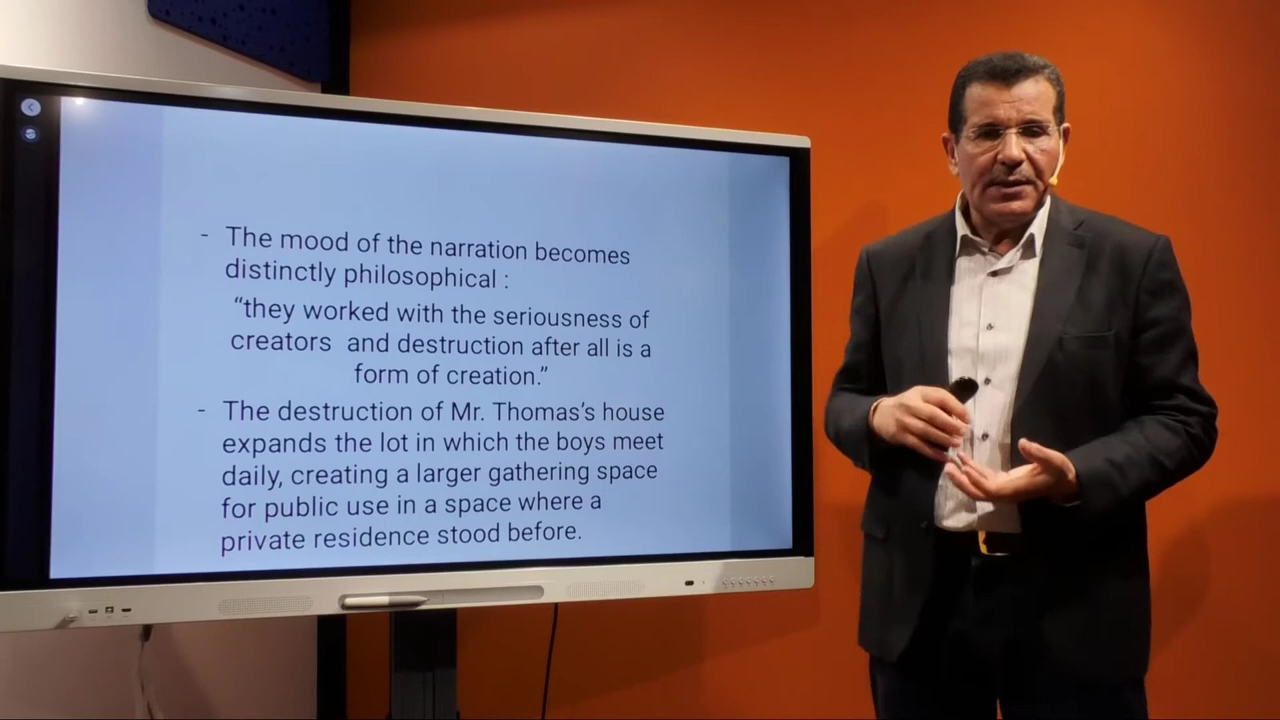 - The mood of the narration becomes
distinctly philosophical :
“they worked with the seriousness of
creators and destruction after all is a
form of creation.”
- The destruction of Mr. Thomas’s house
expands the lot in which the boys meet
daily, creating a larger gathering space
for public use in a space where a
private residence stood before.